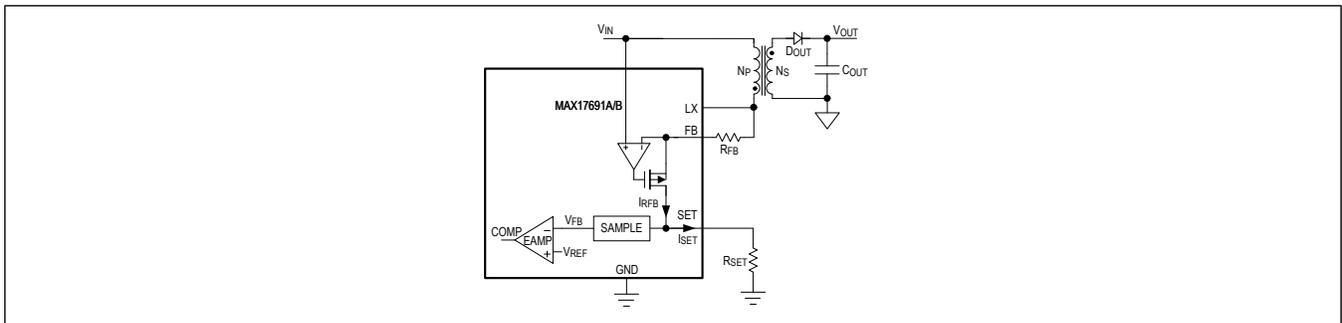 VIN
VOUT
DOUT
NP NS
COUT
MAX17691A/B
LX
FB
RFB
+ -
IRFB
SET
VFB
SAMPLE
ISET
COMP
EAMP
-
+
VREF
RSET
GND